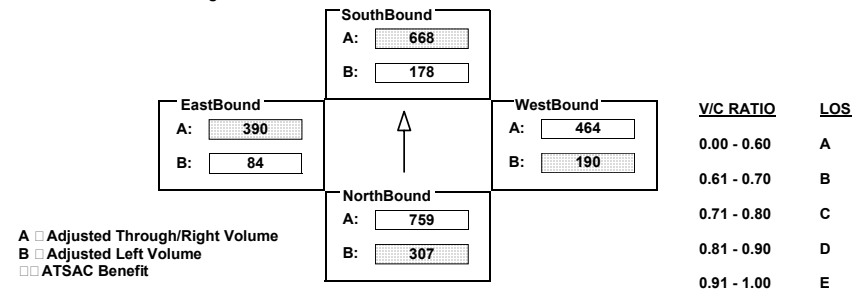 SouthBound
A: 668
B: 178
EastBound
A: 390
B: 84
WestBound
A: 464
B: 190
NorthBound
A: 759
B: 307
A □ Adjusted Through/Right Volume
B □ Adjusted Left Volume
□□ ATSAC Benefit
V/C RATIO LOS
0.00 - 0.60 A
0.61 - 0.70 B
0.71 - 0.80 C
0.81 - 0.90 D
0.91 - 1.00 E